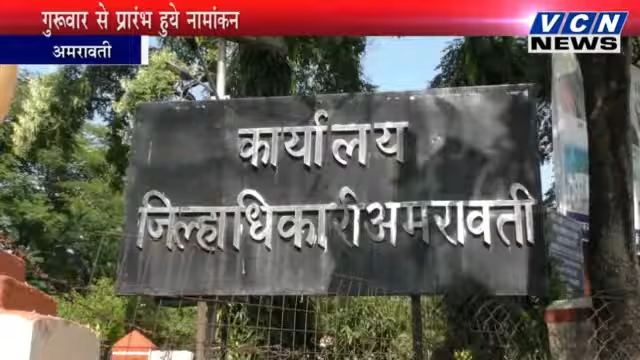 गुरूवार से प्रारंभ हुये नामांकन
अमरावती
VCN
NEWS
कार्यालय
जिल्हाधिकारी अमरावती